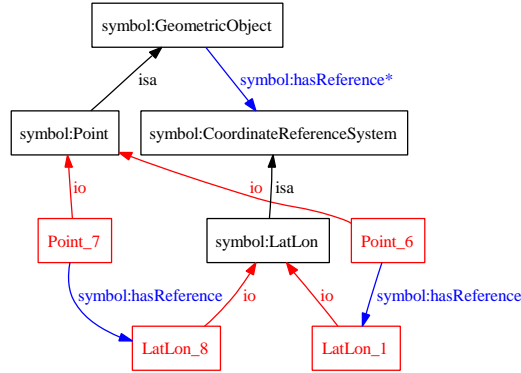 symbol:GeometricObject
isa
symbol:hasReference*
symbol:Point
symbol:CoordinateReferenceSystem
io
io
isa
Point_7
symbol:LatLon
Point_6
symbol:hasReference
io
io
symbol:hasReference
LatLon_8
LatLon_1